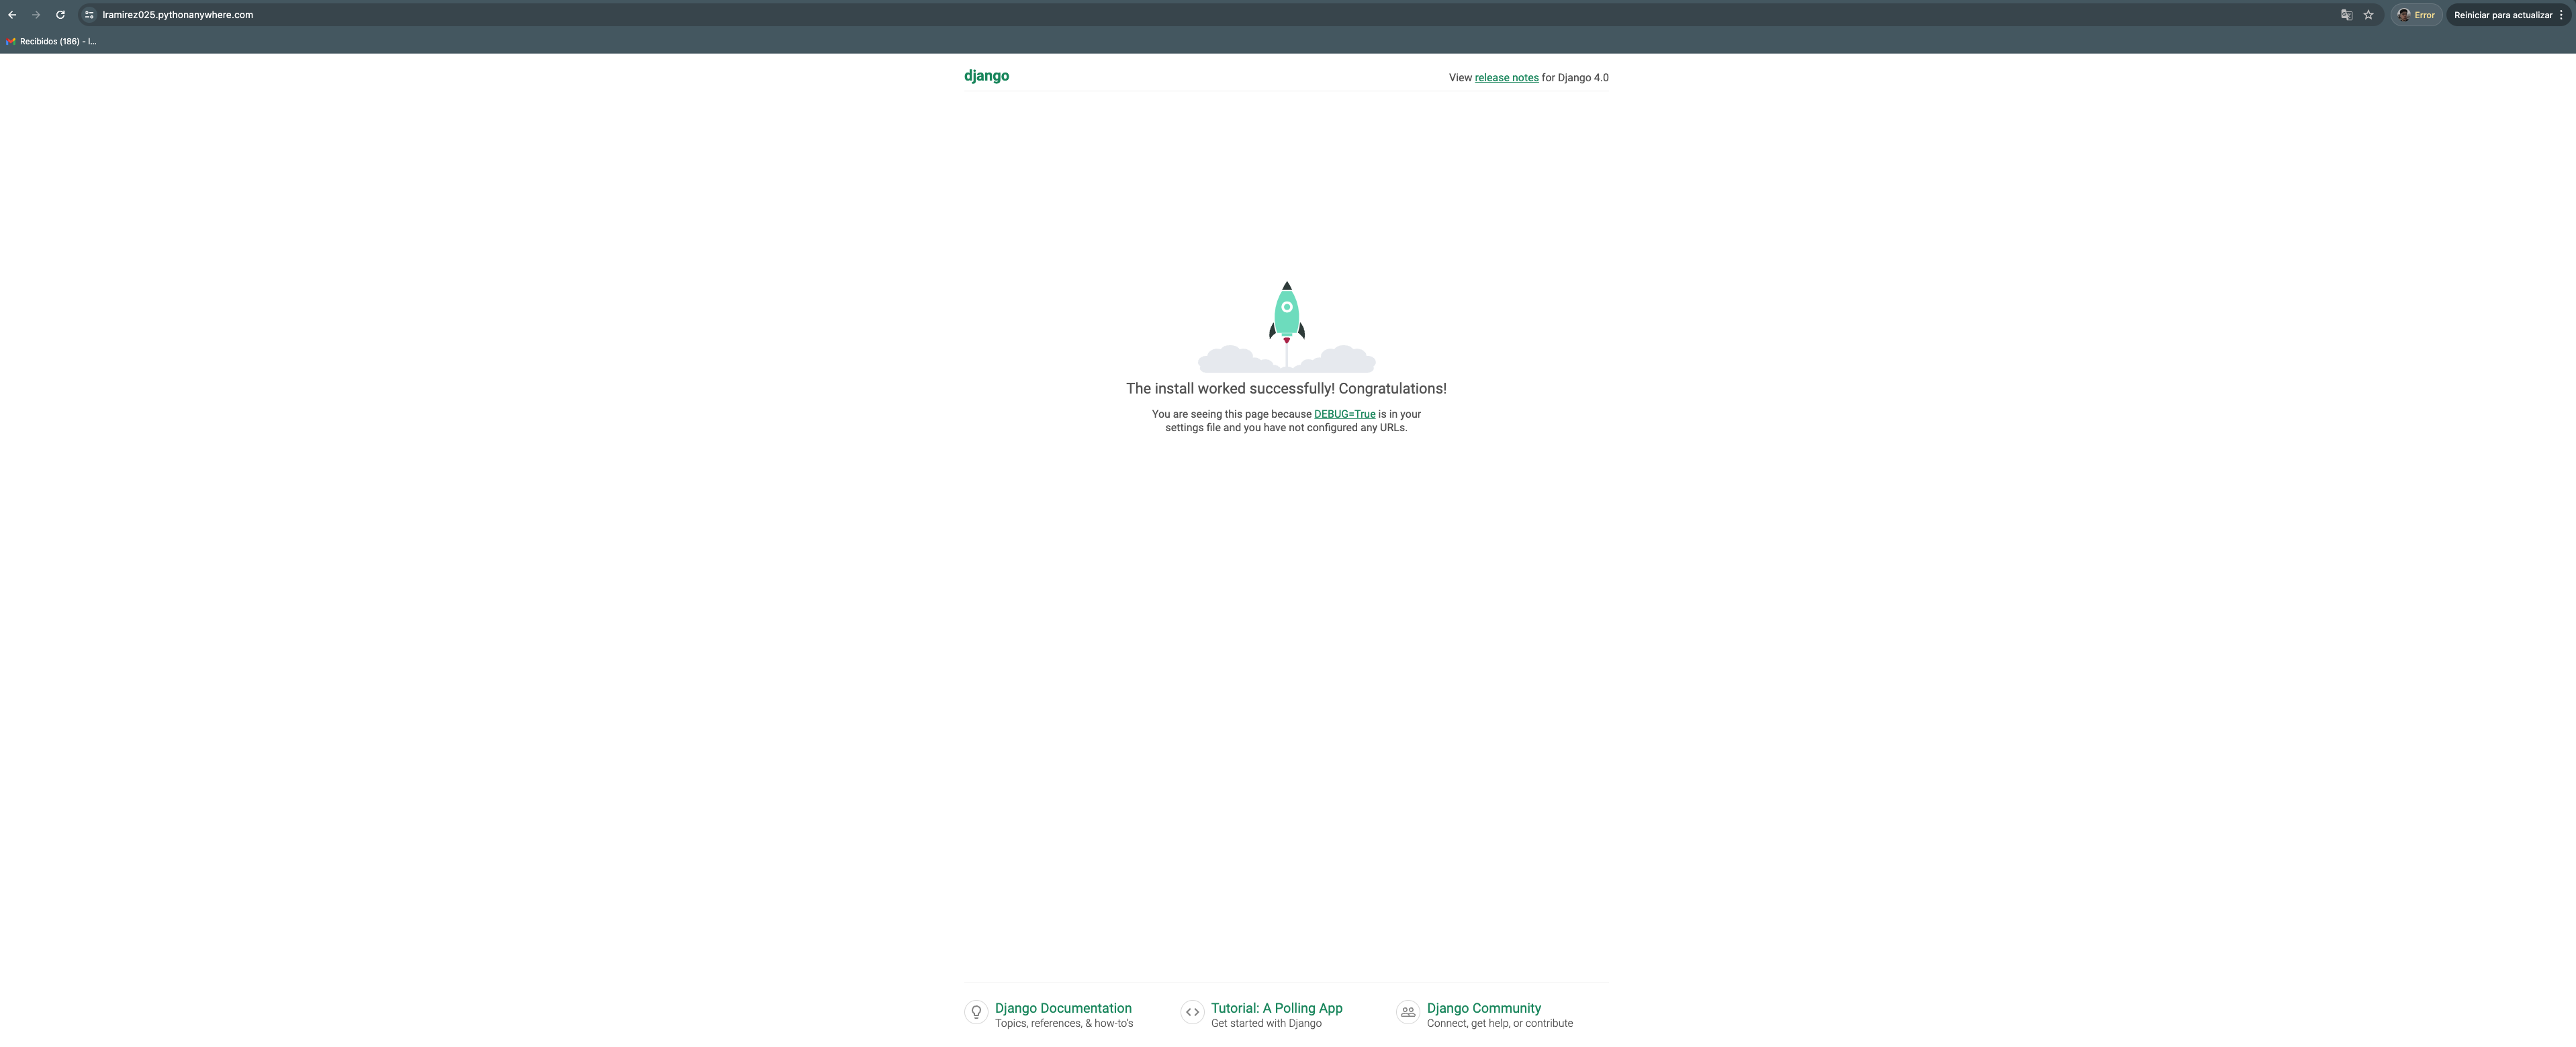 lramirez025.pythonanywhere.com
Error
Reiniciar para actualizar
Recibidos (186) - l...
django
View release notes for Django 4.0
The install worked successfully! Congratulations!
You are seeing this page because DEBUG=True is in your
settings file and you have not configured any URLs.
Django Documentation
Topics, references, & how-to's
Tutorial: A Polling App
Get started with Django
Django Community
Connect, get help, or contribute